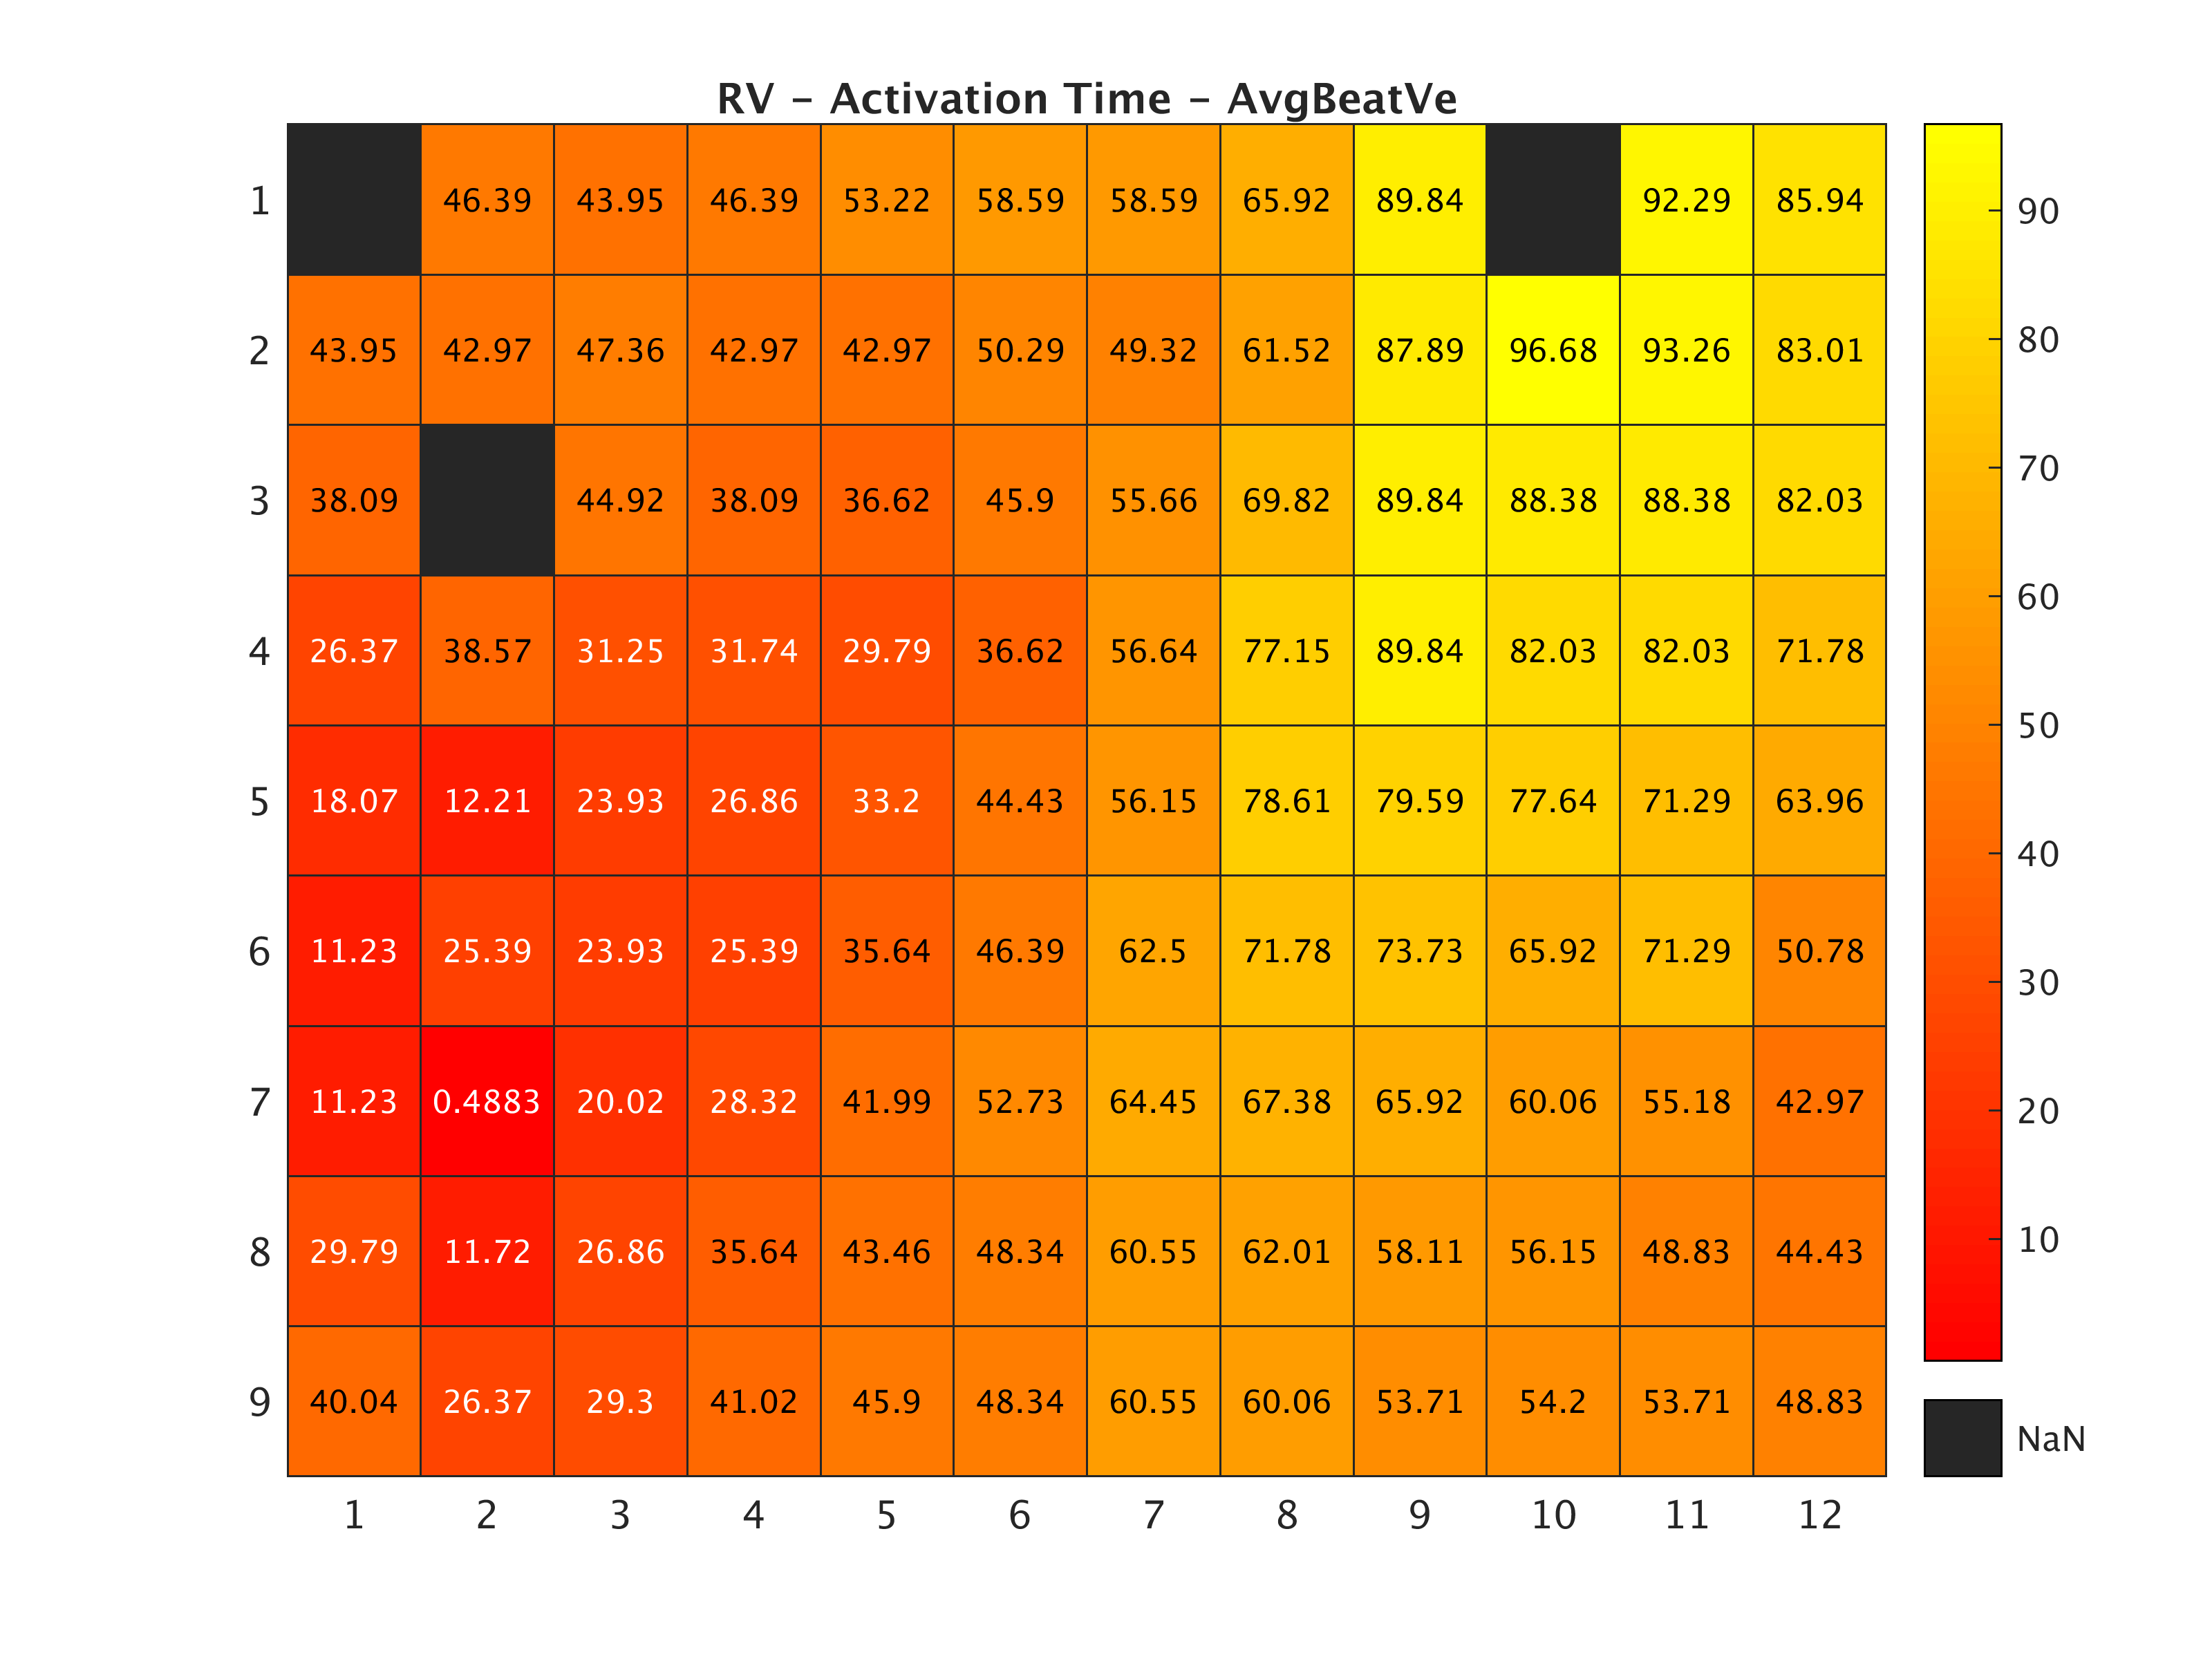 RV – Activation Time – AvgBeatVe
1 46.39 43.95 46.39 53.22 58.59 58.59 65.92 89.84 92.29 85.94
2 43.95 42.97 47.36 42.97 42.97 50.29 49.32 61.52 87.89 96.68 93.26 83.01
3 38.09 44.92 38.09 36.62 45.9 55.66 69.82 89.84 88.38 88.38 82.03
4 26.37 38.57 31.25 31.74 29.79 36.62 56.64 77.15 89.84 82.03 82.03 71.78
5 18.07 12.21 23.93 26.86 33.2 44.43 56.15 78.61 79.59 77.64 71.29 63.96
6 11.23 25.39 23.93 25.39 35.64 46.39 62.5 71.78 73.73 65.92 71.29 50.78
7 11.23 0.4883 20.02 28.32 41.99 52.73 64.45 67.38 65.92 60.06 55.18 42.97
8 29.79 11.72 26.86 35.64 43.46 48.34 60.55 62.01 58.11 56.15 48.83 44.43
9 40.04 26.37 29.3 41.02 45.9 48.34 60.55 60.06 53.71 54.2 53.71 48.83
1 2 3 4 5 6 7 8 9 10 11 12
90
80
70
60
50
40
30
20
10
NaN